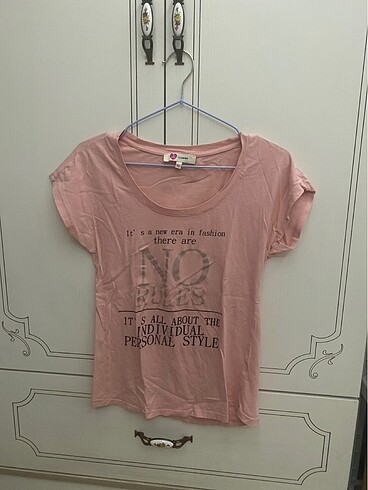 It's a new era in fashion
there are
NO
RULES
IT'S ALL ABOUT THE
INDIVIDUAL
PERSONAL STYLE